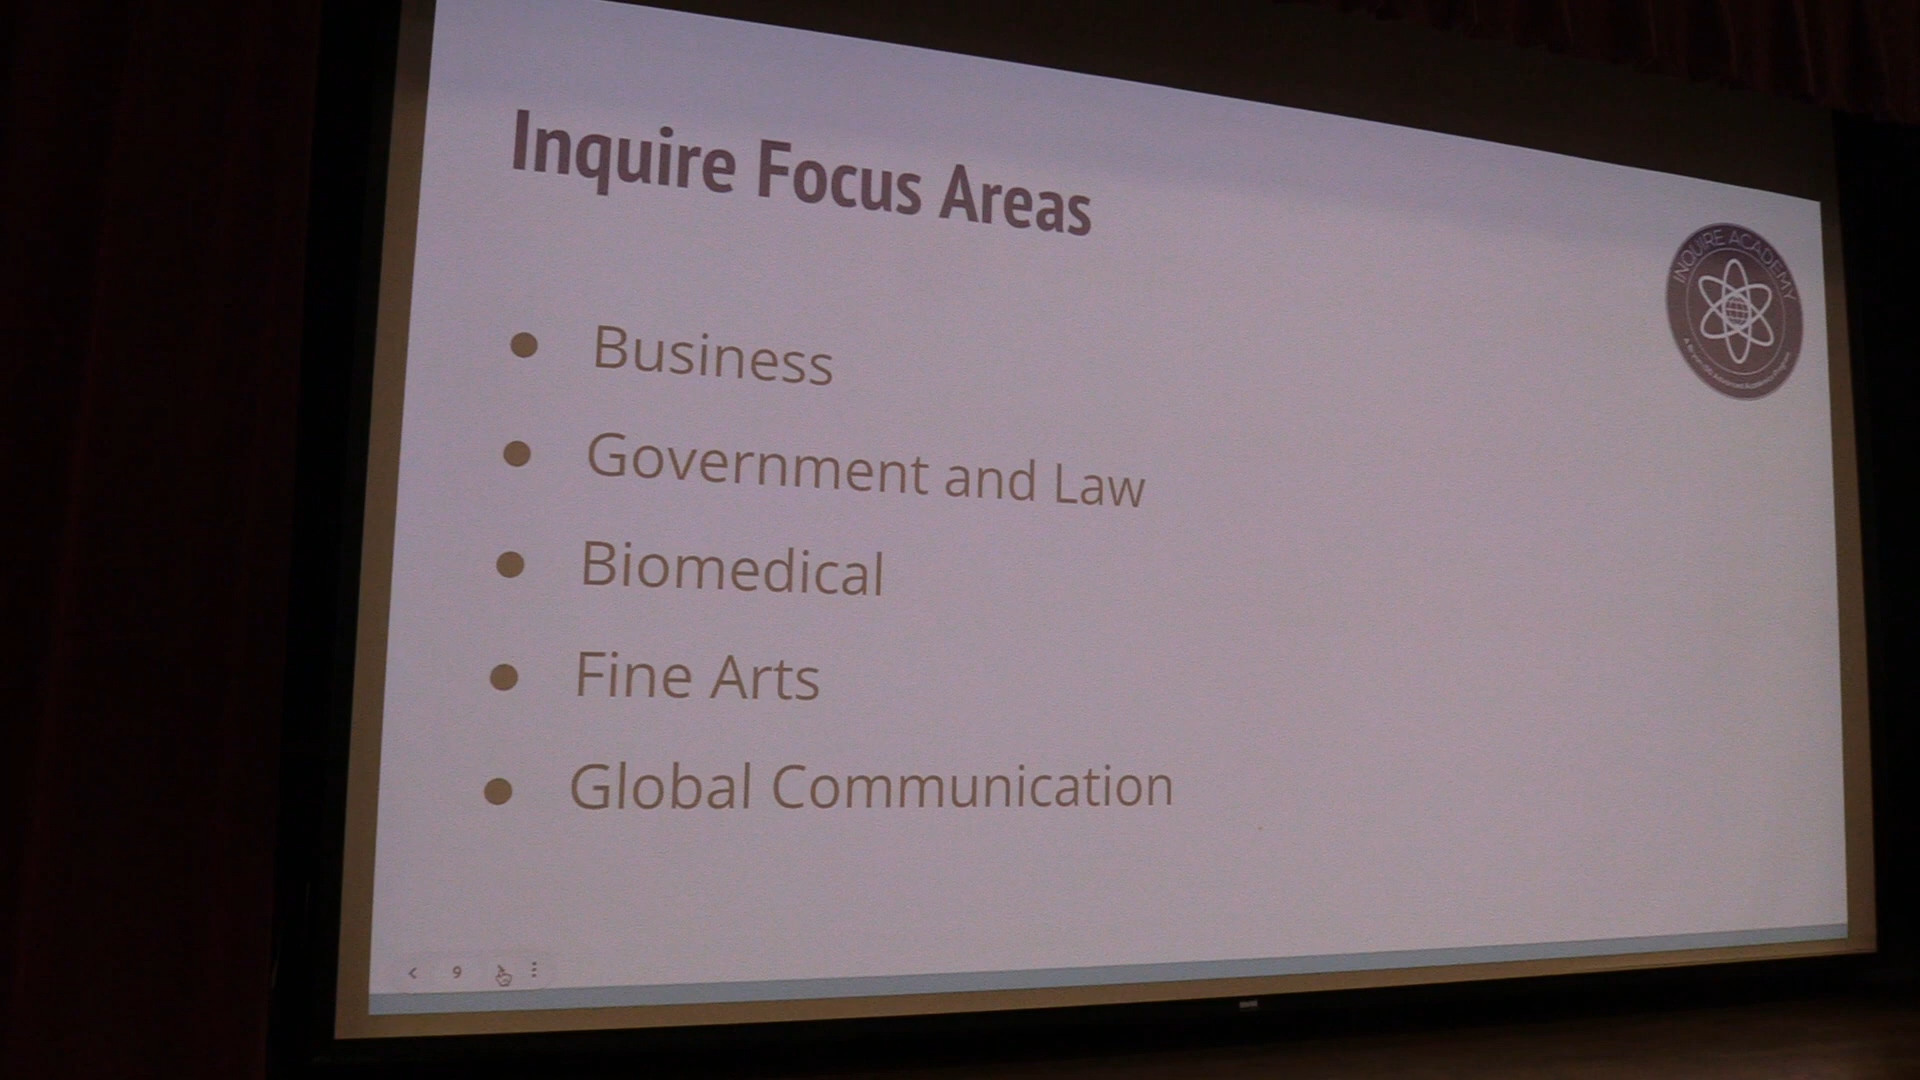 Inquire Focus Areas
INQUIRE ACADEMY
● Business
● Government and Law
● Biomedical
● Fine Arts
● Global Communication
9